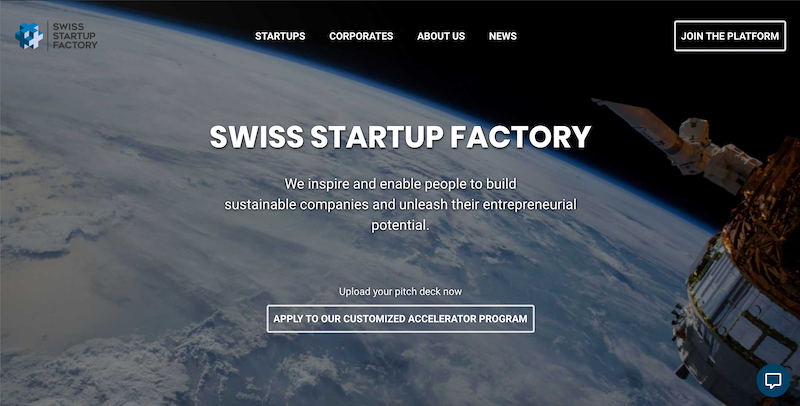 SWISS
STARTUP
FACTORY
STARTUPS
CORPORATES
ABOUT US
NEWS
JOIN THE PLATFORM
SWISS STARTUP FACTORY
We inspire and enable people to build
sustainable companies and unleash their entrepreneurial
potential.
Upload your pitch deck now
APPLY TO OUR CUSTOMIZED ACCELERATOR PROGRAM